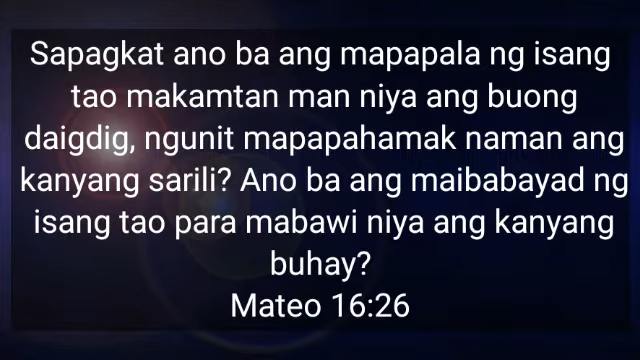 Sapagkat ano ba ang mapapala ng isang
tao makamtan man niya ang buong
daigdig, ngunit mapapahamak naman ang
kanyang sarili? Ano ba ang maibabayad ng
isang tao para mabawi niya ang kanyang
buhay?
Mateo 16:26